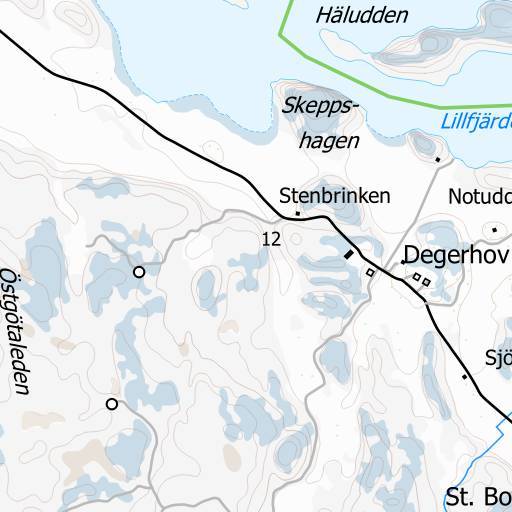 Häludden
Skepps-
hagen
Lillfjärde
Stenbrinken
Notudd
12
Degerhov
Östgötaleden
Sjö
St. Bo